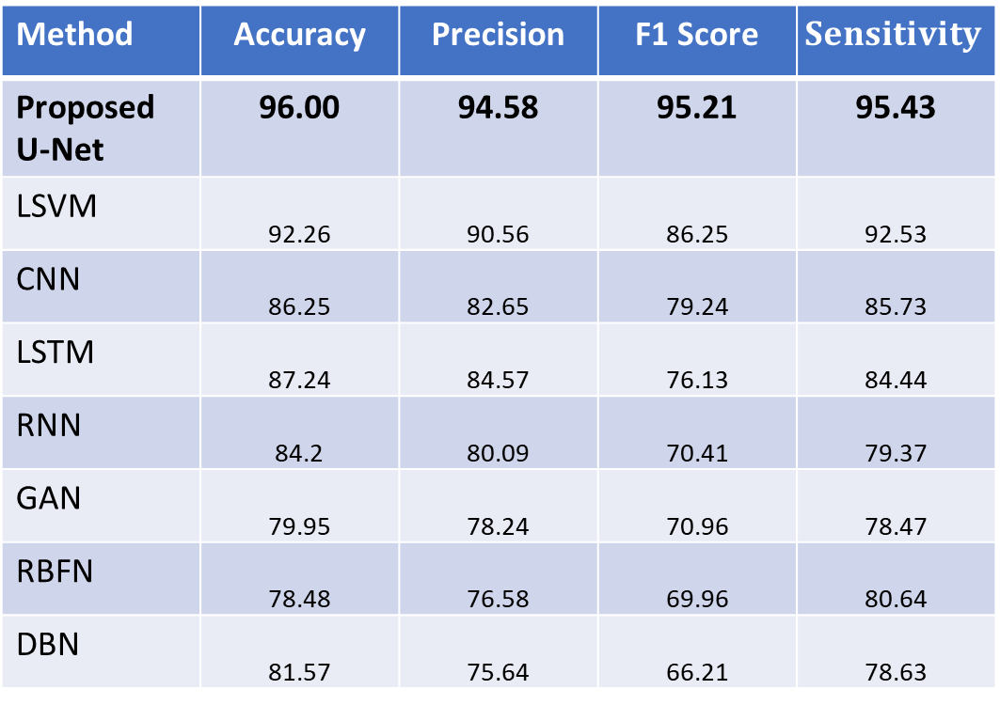 Method Accuracy Precision F1 Score Sensitivity
Proposed 96.00 94.58 95.21 95.43
U-Net
LSVM 92.26 90.56 86.25 92.53
CNN 86.25 82.65 79.24 85.73
LSTM 87.24 84.57 76.13 84.44
RNN 84.2 80.09 70.41 79.37
GAN 79.95 78.24 70.96 78.47
RBFN 78.48 76.58 69.96 80.64
DBN 81.57 75.64 66.21 78.63